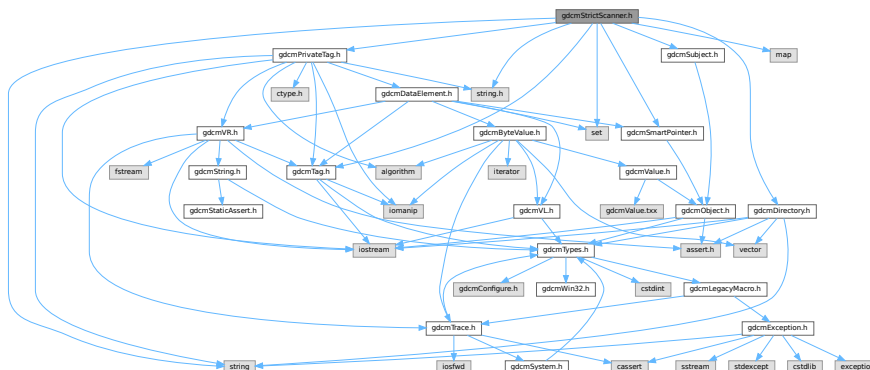 gdcmStrictScanner.h
gdcmPrivateTag.h
gdcmSubject.h
map
ctype.h
gdcmDataElement.h
string.h
gdcmVR.h
gdcmByteValue.h
set
gdcmSmartPointer.h
fstream
gdcmString.h
gdcmTag.h
algorithm
iterator
gdcmValue.h
gdcmStaticAssert.h
iomanip
gdcmVL.h
gdcmValue.txx
gdcmObject.h
gdcmDirectory.h
iostream
gdcmTypes.h
assert.h
vector
gdcmConfigure.h
gdcmWin32.h
cstdint
gdcmLegacyMacro.h
gdcmTrace.h
gdcmException.h
string
iosfwd
gdcmSystem.h
cassert
sstream
stdexcept
cstdlib
exception